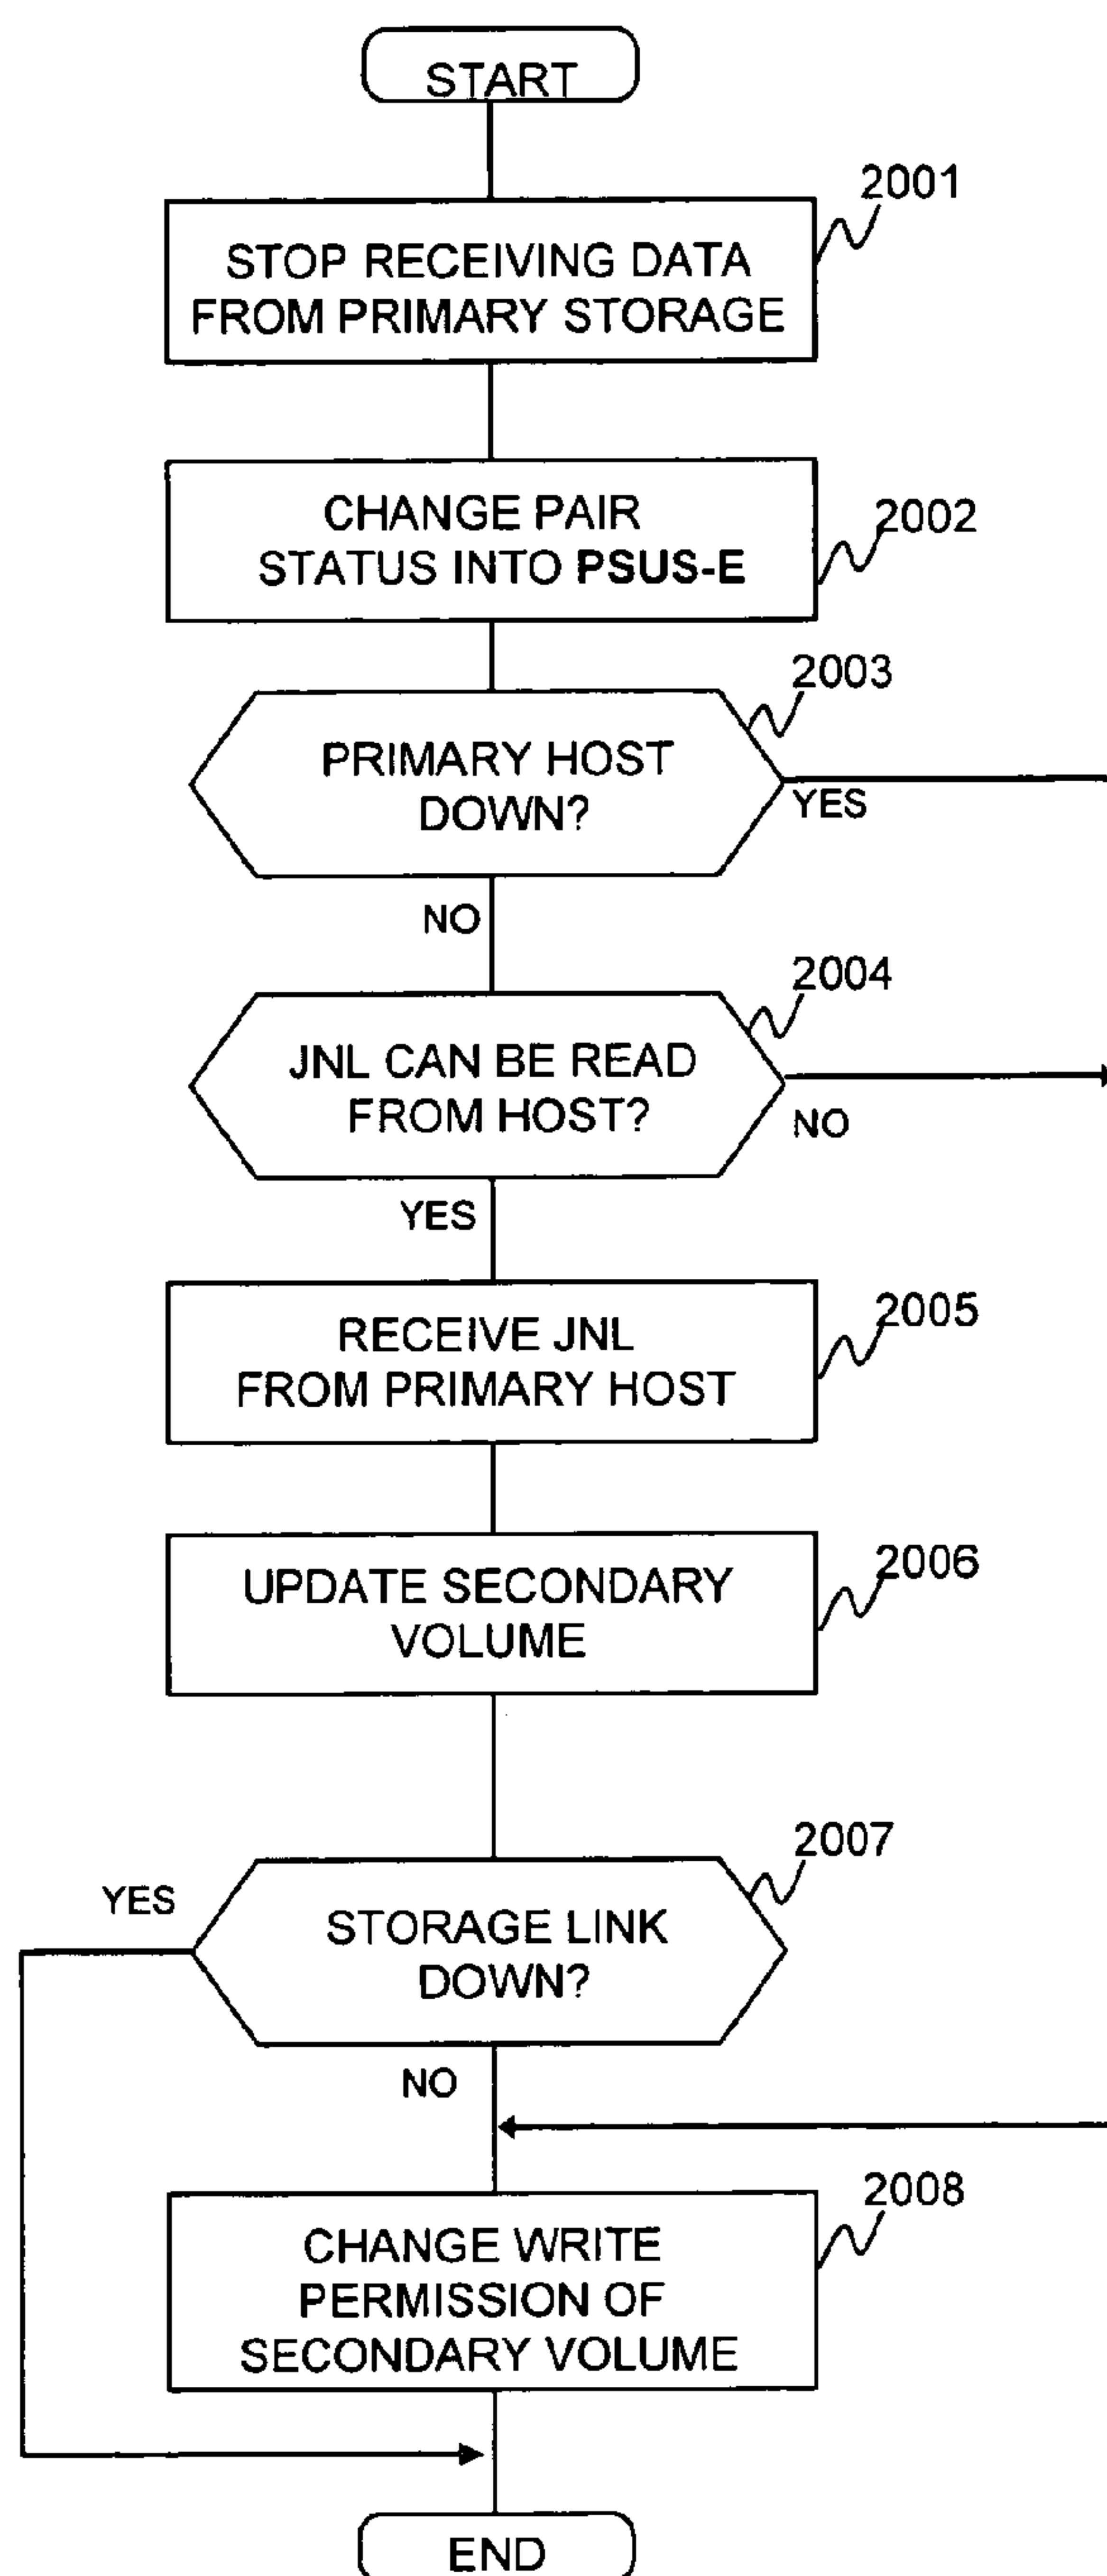 START
2001
STOP RECEIVING DATA
FROM PRIMARY STORAGE
2002
CHANGE PAIR
STATUS INTO PSUS-E
2003
PRIMARY HOST
DOWN?
YES
NO
2004
JNL CAN BE READ
FROM HOST?
NO
YES
2005
RECEIVE JNL
FROM PRIMARY HOST
2006
UPDATE SECONDARY
VOLUME
2007
YES
STORAGE LINK
DOWN?
NO
2008
CHANGE WRITE
PERMISSION OF
SECONDARY VOLUME
END